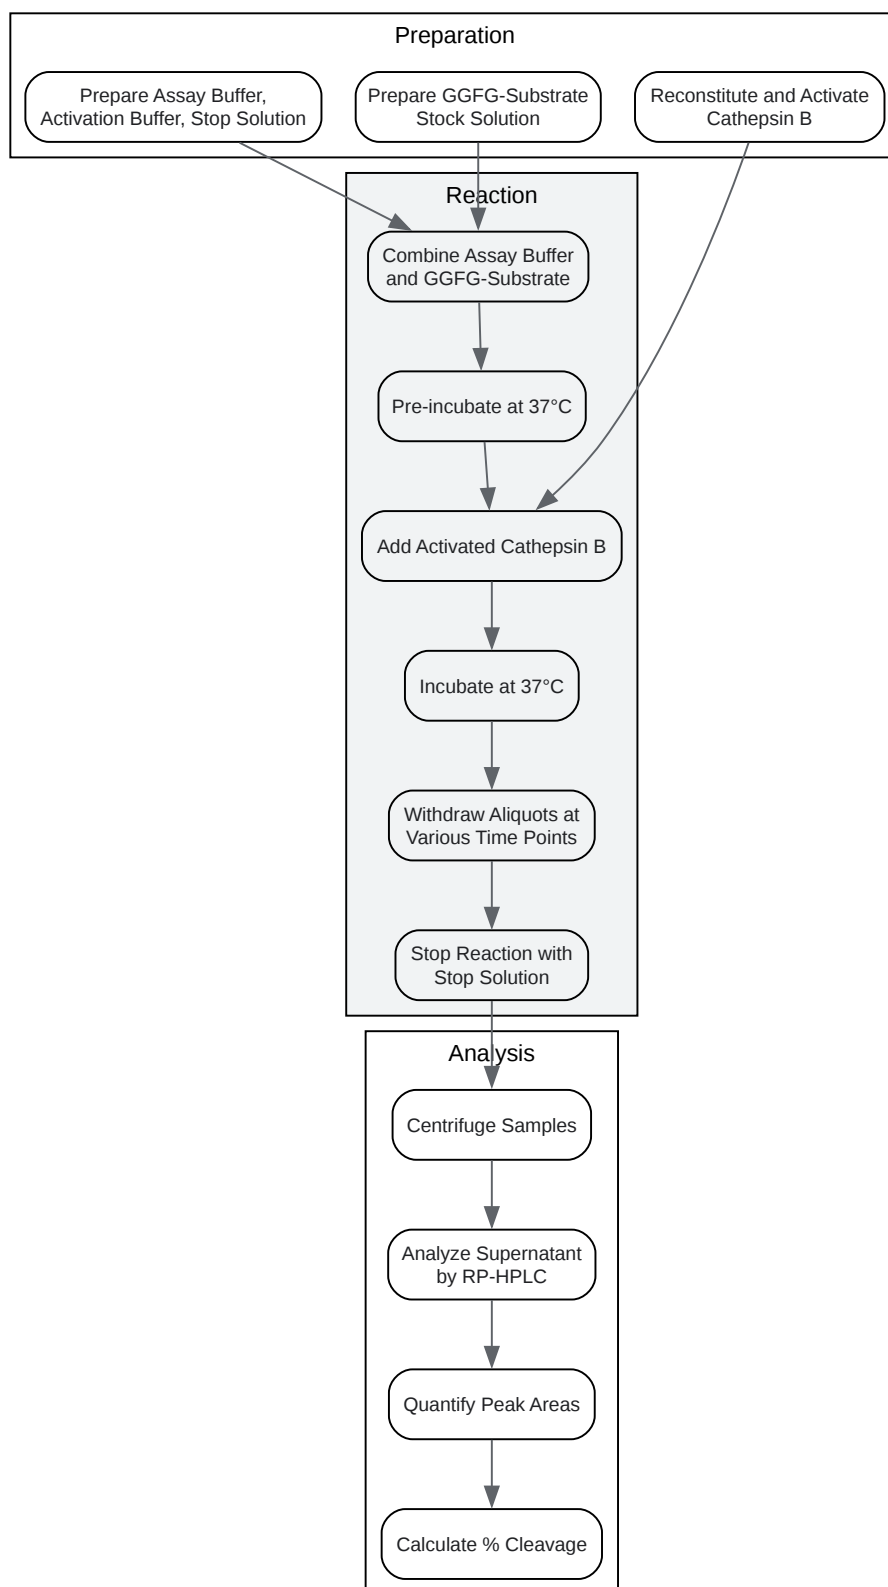 Preparation
Prepare Assay Buffer,
Activation Buffer, Stop Solution
Prepare GGFG-Substrate
Stock Solution
Reconstitute and Activate
Cathepsin B
Reaction
Combine Assay Buffer
and GGFG-Substrate
Pre-incubate at 37°C
Add Activated Cathepsin B
Incubate at 37°C
Withdraw Aliquots at
Various Time Points
Stop Reaction with
Stop Solution
Analysis
Centrifuge Samples
Analyze Supernatant
by RP-HPLC
Quantify Peak Areas
Calculate % Cleavage